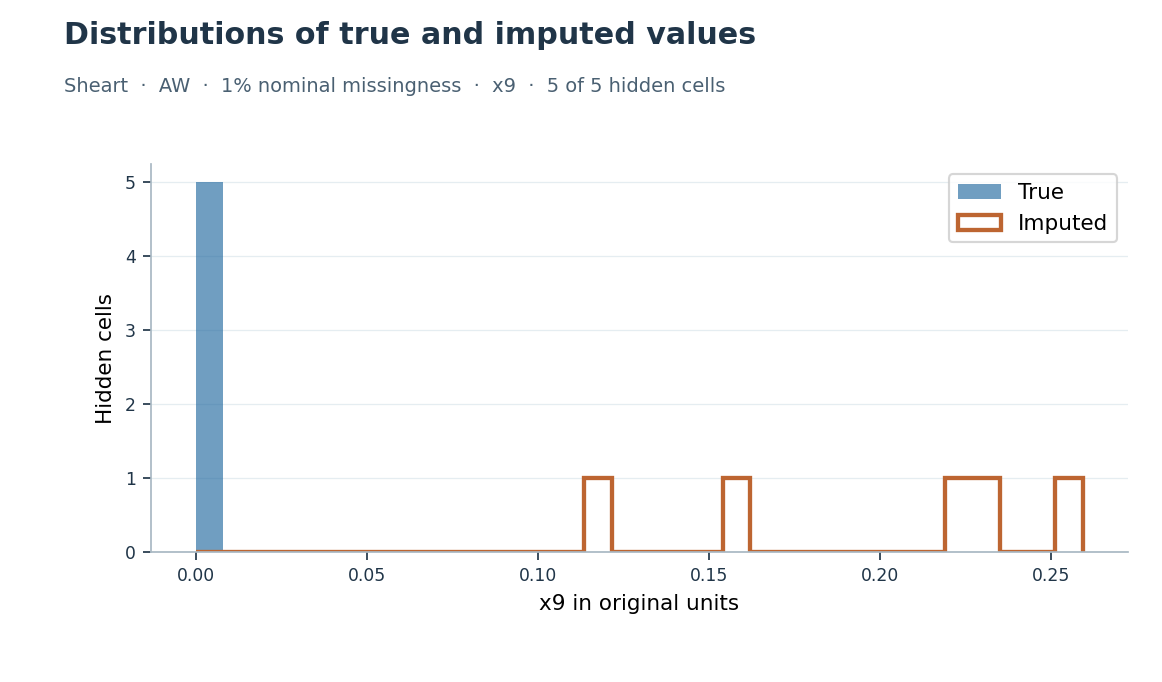 Distributions of true and imputed values
Sheart · AW · 1% nominal missingness · x9 · 5 of 5 hidden cells
True
Imputed
Hidden cells
5
4
3
2
1
0
0.00 0.05 0.10 0.15 0.20 0.25
x9 in original units